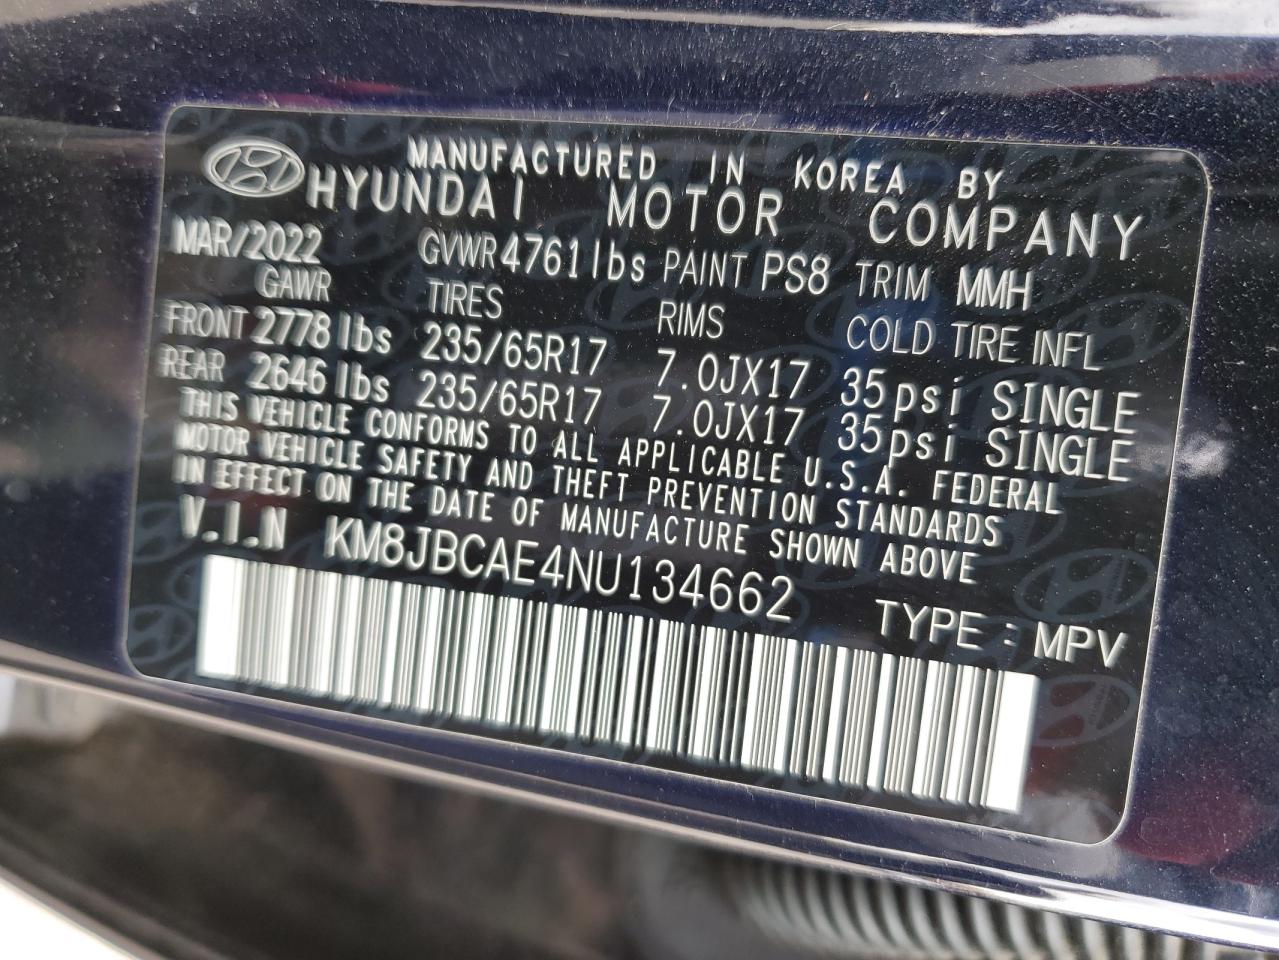 MANUFACTURED IN KOREA BY
HYUNDAI MOTOR COMPANY
MAR/2022 GVWR 4761 lbs PAINT PS8 TRIM MMH
GAWR TIRES RIMS COLD TIRE INFL
FRONT 2778 lbs 235/65R17 7.0JX17 35psi SINGLE
REAR 2646 lbs 235/65R17 7.0JX17 35psi SINGLE
THIS VEHICLE CONFORMS TO ALL APPLICABLE U.S.A. FEDERAL
MOTOR VEHICLE SAFETY AND THEFT PREVENTION STANDARDS
IN EFFECT ON THE DATE OF MANUFACTURE SHOWN ABOVE
V.I.N KM8JBCAE4NU134662
TYPE : MPV